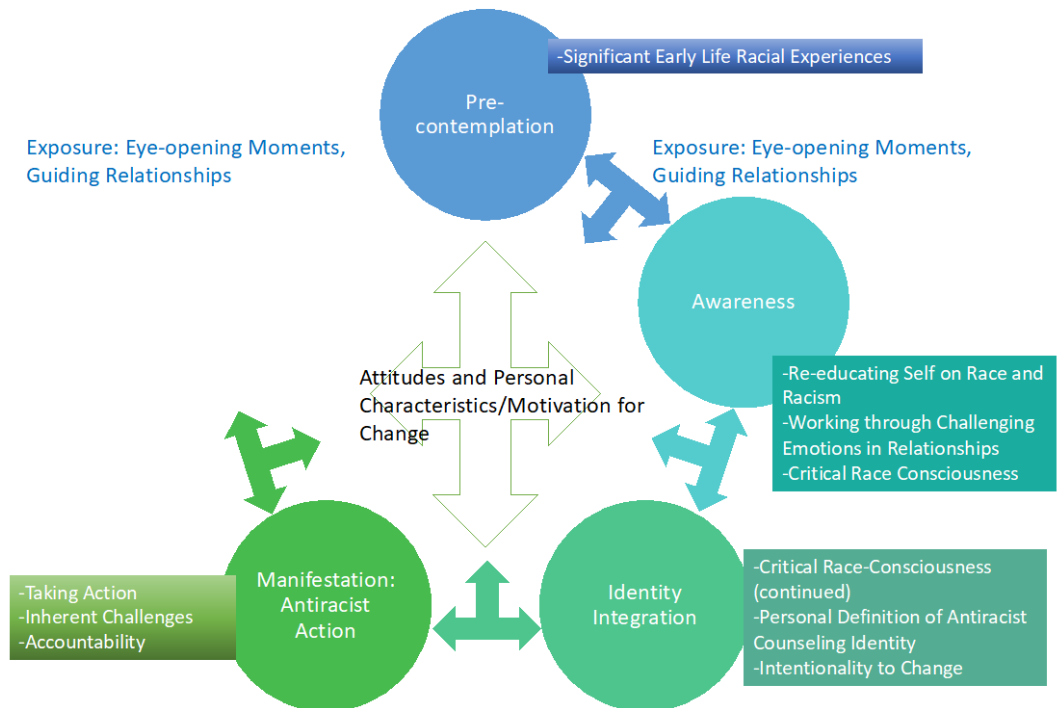 -Significant Early Life Racial Experiences
Pre-
contemplation
Exposure: Eye-opening Moments,
Guiding Relationships
Exposure: Eye-opening Moments,
Guiding Relationships
Awareness
-Re-educating Self on Race and
Racism
-Working through Challenging
Emotions in Relationships
-Critical Race Consciousness
Attitudes and Personal
Characteristics/Motivation for
Change
Manifestation:
Antiracist
Action
-Taking Action
-Inherent Challenges
-Accountability
Identity
Integration
-Critical Race-Consciousness
(continued)
-Personal Definition of Antiracist
Counseling Identity
-Intentionality to Change